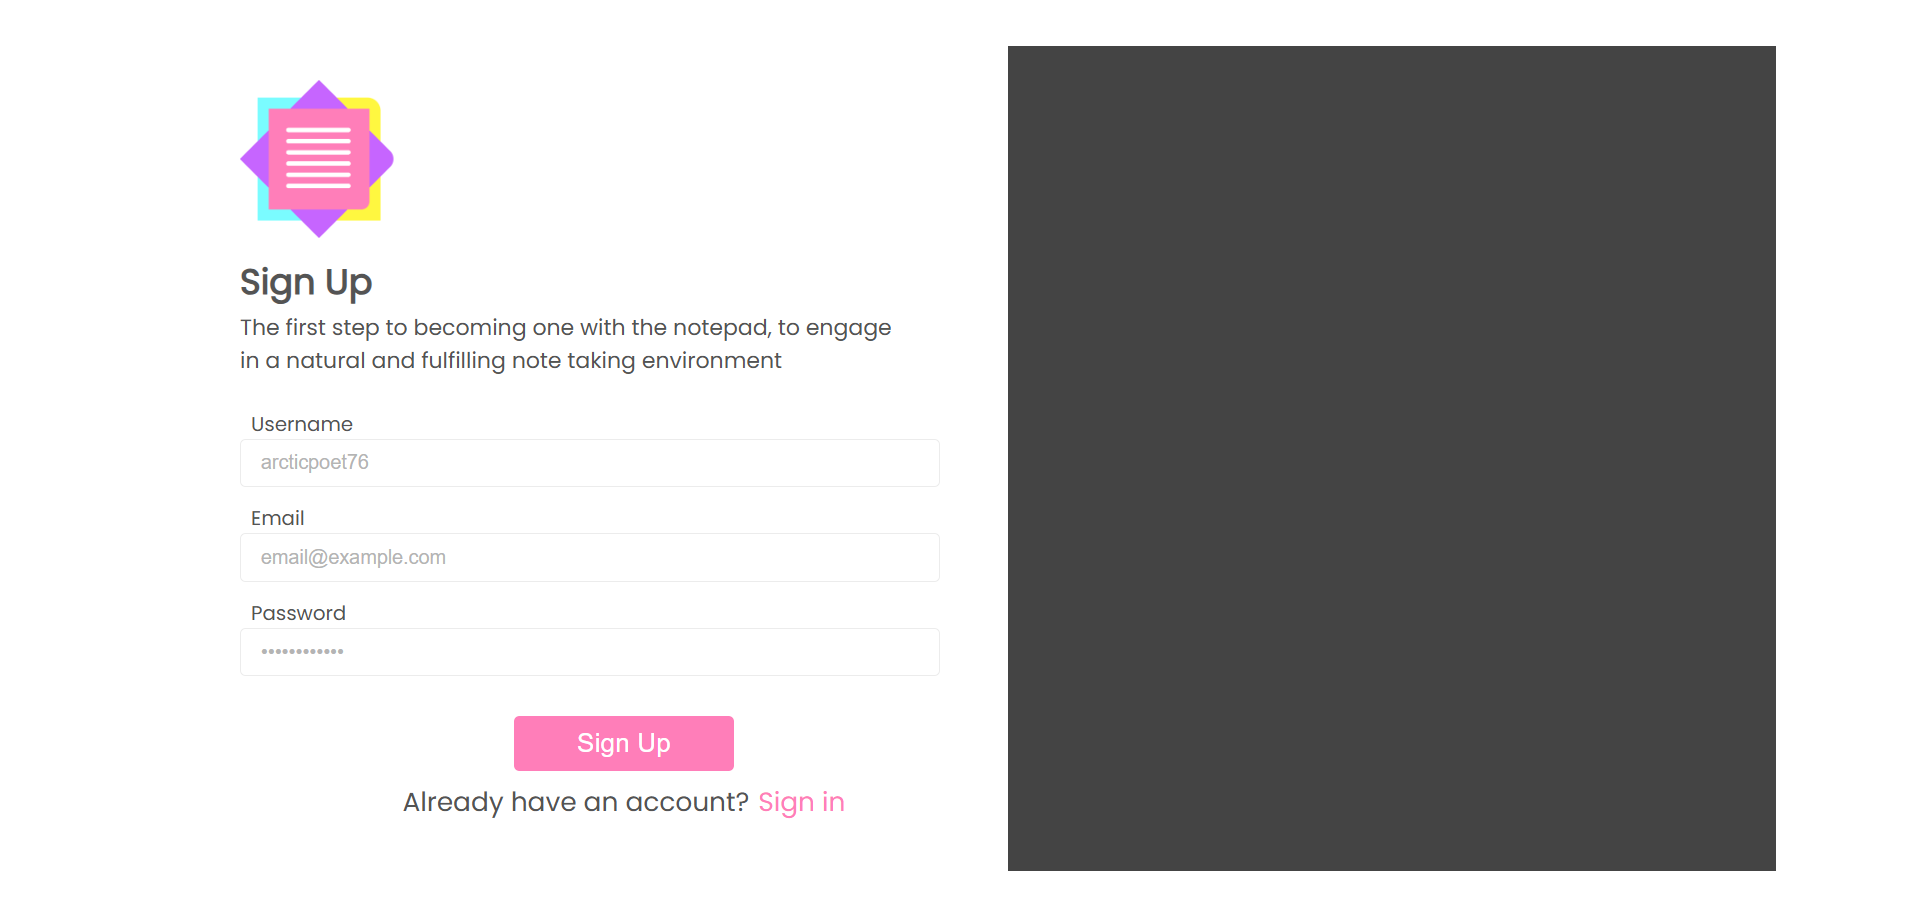 Sign Up
The first step to becoming one with the notepad, to engage
in a natural and fulfilling note taking environment
Username
arcticpoet76
Email
email@example.com
Password
••••••••••••
Sign Up
Already have an account? Sign in